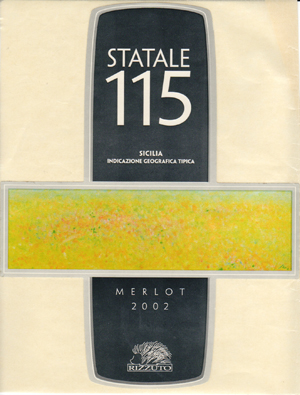 STATALE
115
SICILIA
INDICAZIONE GEOGRAFICA TIPICA
MERLOT
2002
RIZZUTO